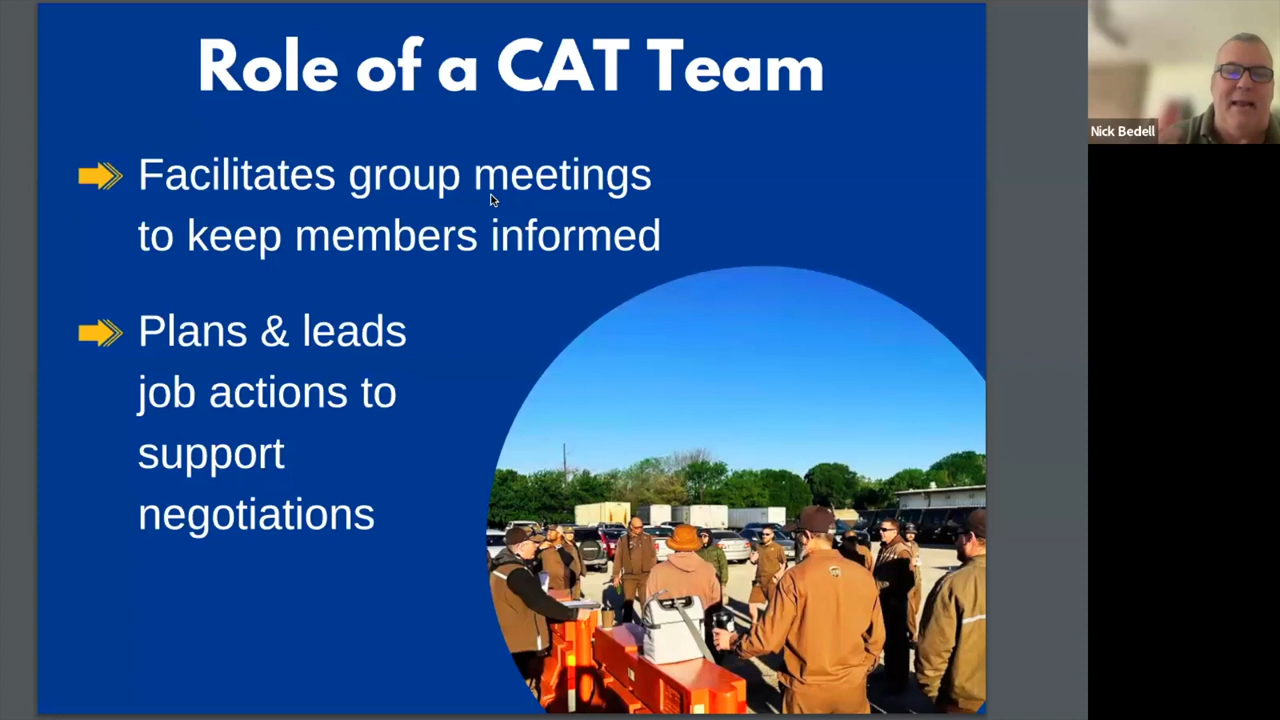 Role of a CAT Team
Facilitates group meetings
to keep members informed
Plans & leads
job actions to
support
negotiations
Nick Bedell